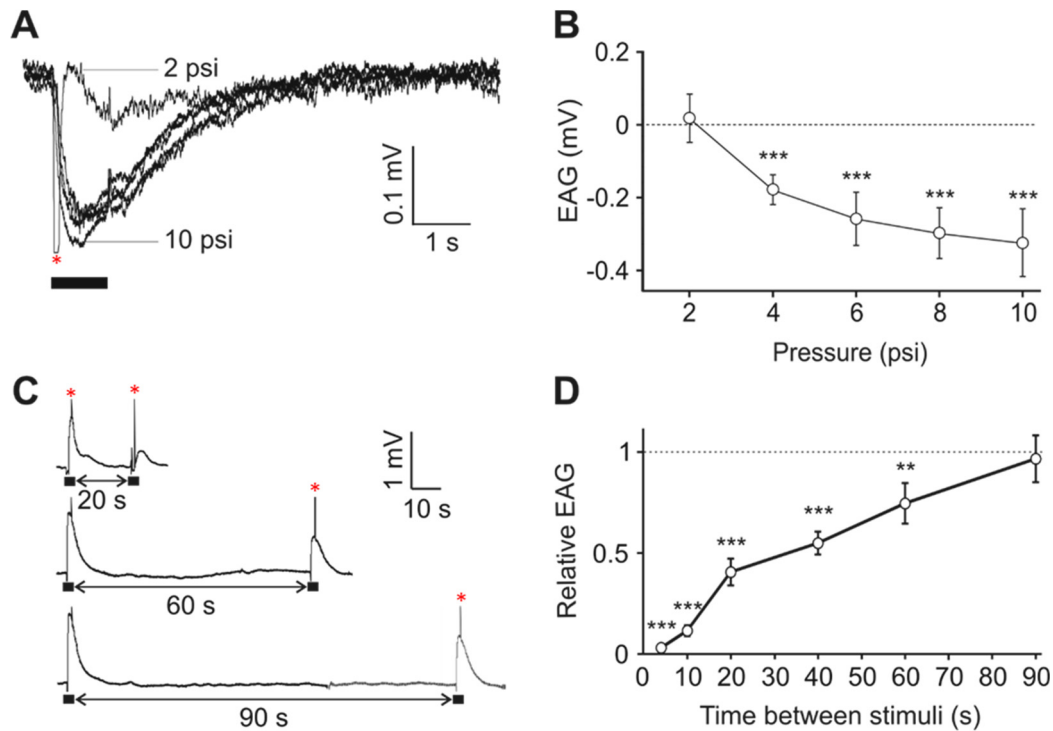 A
2 psi
10 psi
*
0.1 mV
1 s
B
EAG (mV)
0.2
0
-0.2
-0.4
***
***
***
***
2 4 6 8 10
Pressure (psi)
C
* *
20 s
1 mV
10 s
*
60 s
*
90 s
D
Relative EAG
1
0.5
0
***
***
***
***
**
0 10 20 30 40 50 60 70 80 90
Time between stimuli (s)